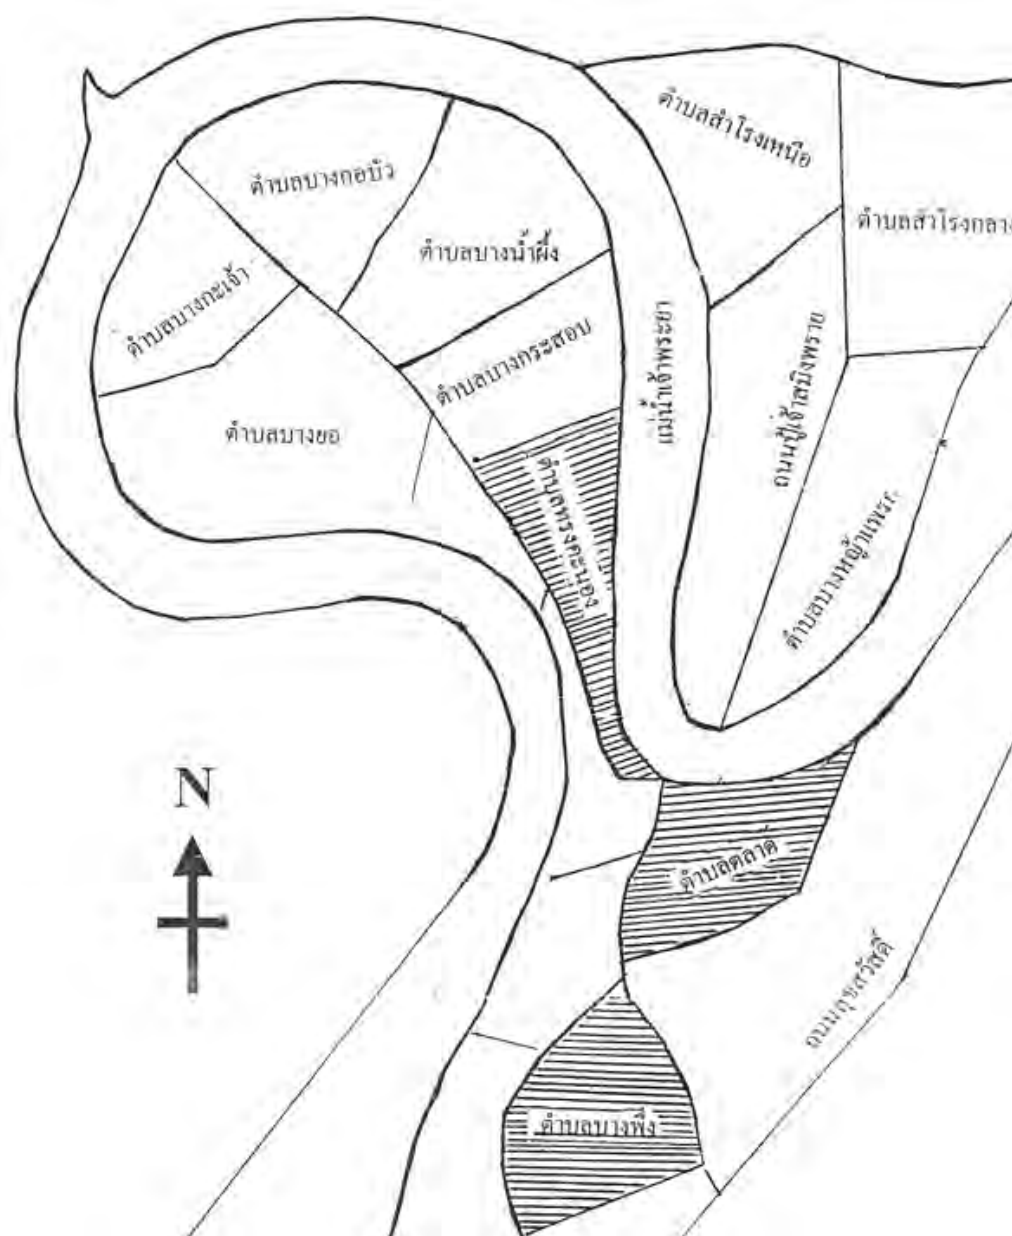 ตำบลสำโรงเหนือ
ตำบลบางกอบัว
ตำบลสำโรงกลาง
ตำบลบางน้ำผึ้ง
ตำบลบางกะเจ้า
ตำบลบางกระสอบ
แม่น้ำเจ้าพระยา
ถนนปู่เจ้าสมิงพราย
ตำบลบางยอ
ตำบลทรงคะนอง
ตำบลบางหญ้าแพรก
N
ตำบลตลาด
ถนนสุขสวัสดิ์
ตำบลบางพึ่ง